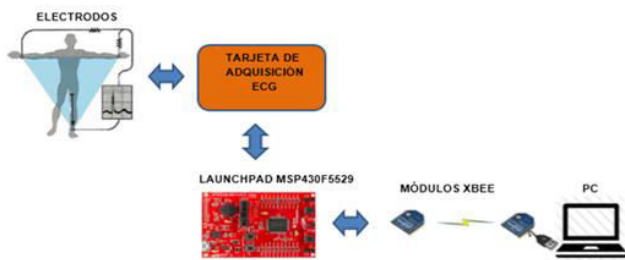 ELECTRODOS
TARJETA DE
ADQUISICIÓN
ECG
LAUNCHPAD MSP430F5529
MÓDULOS XBEE
PC